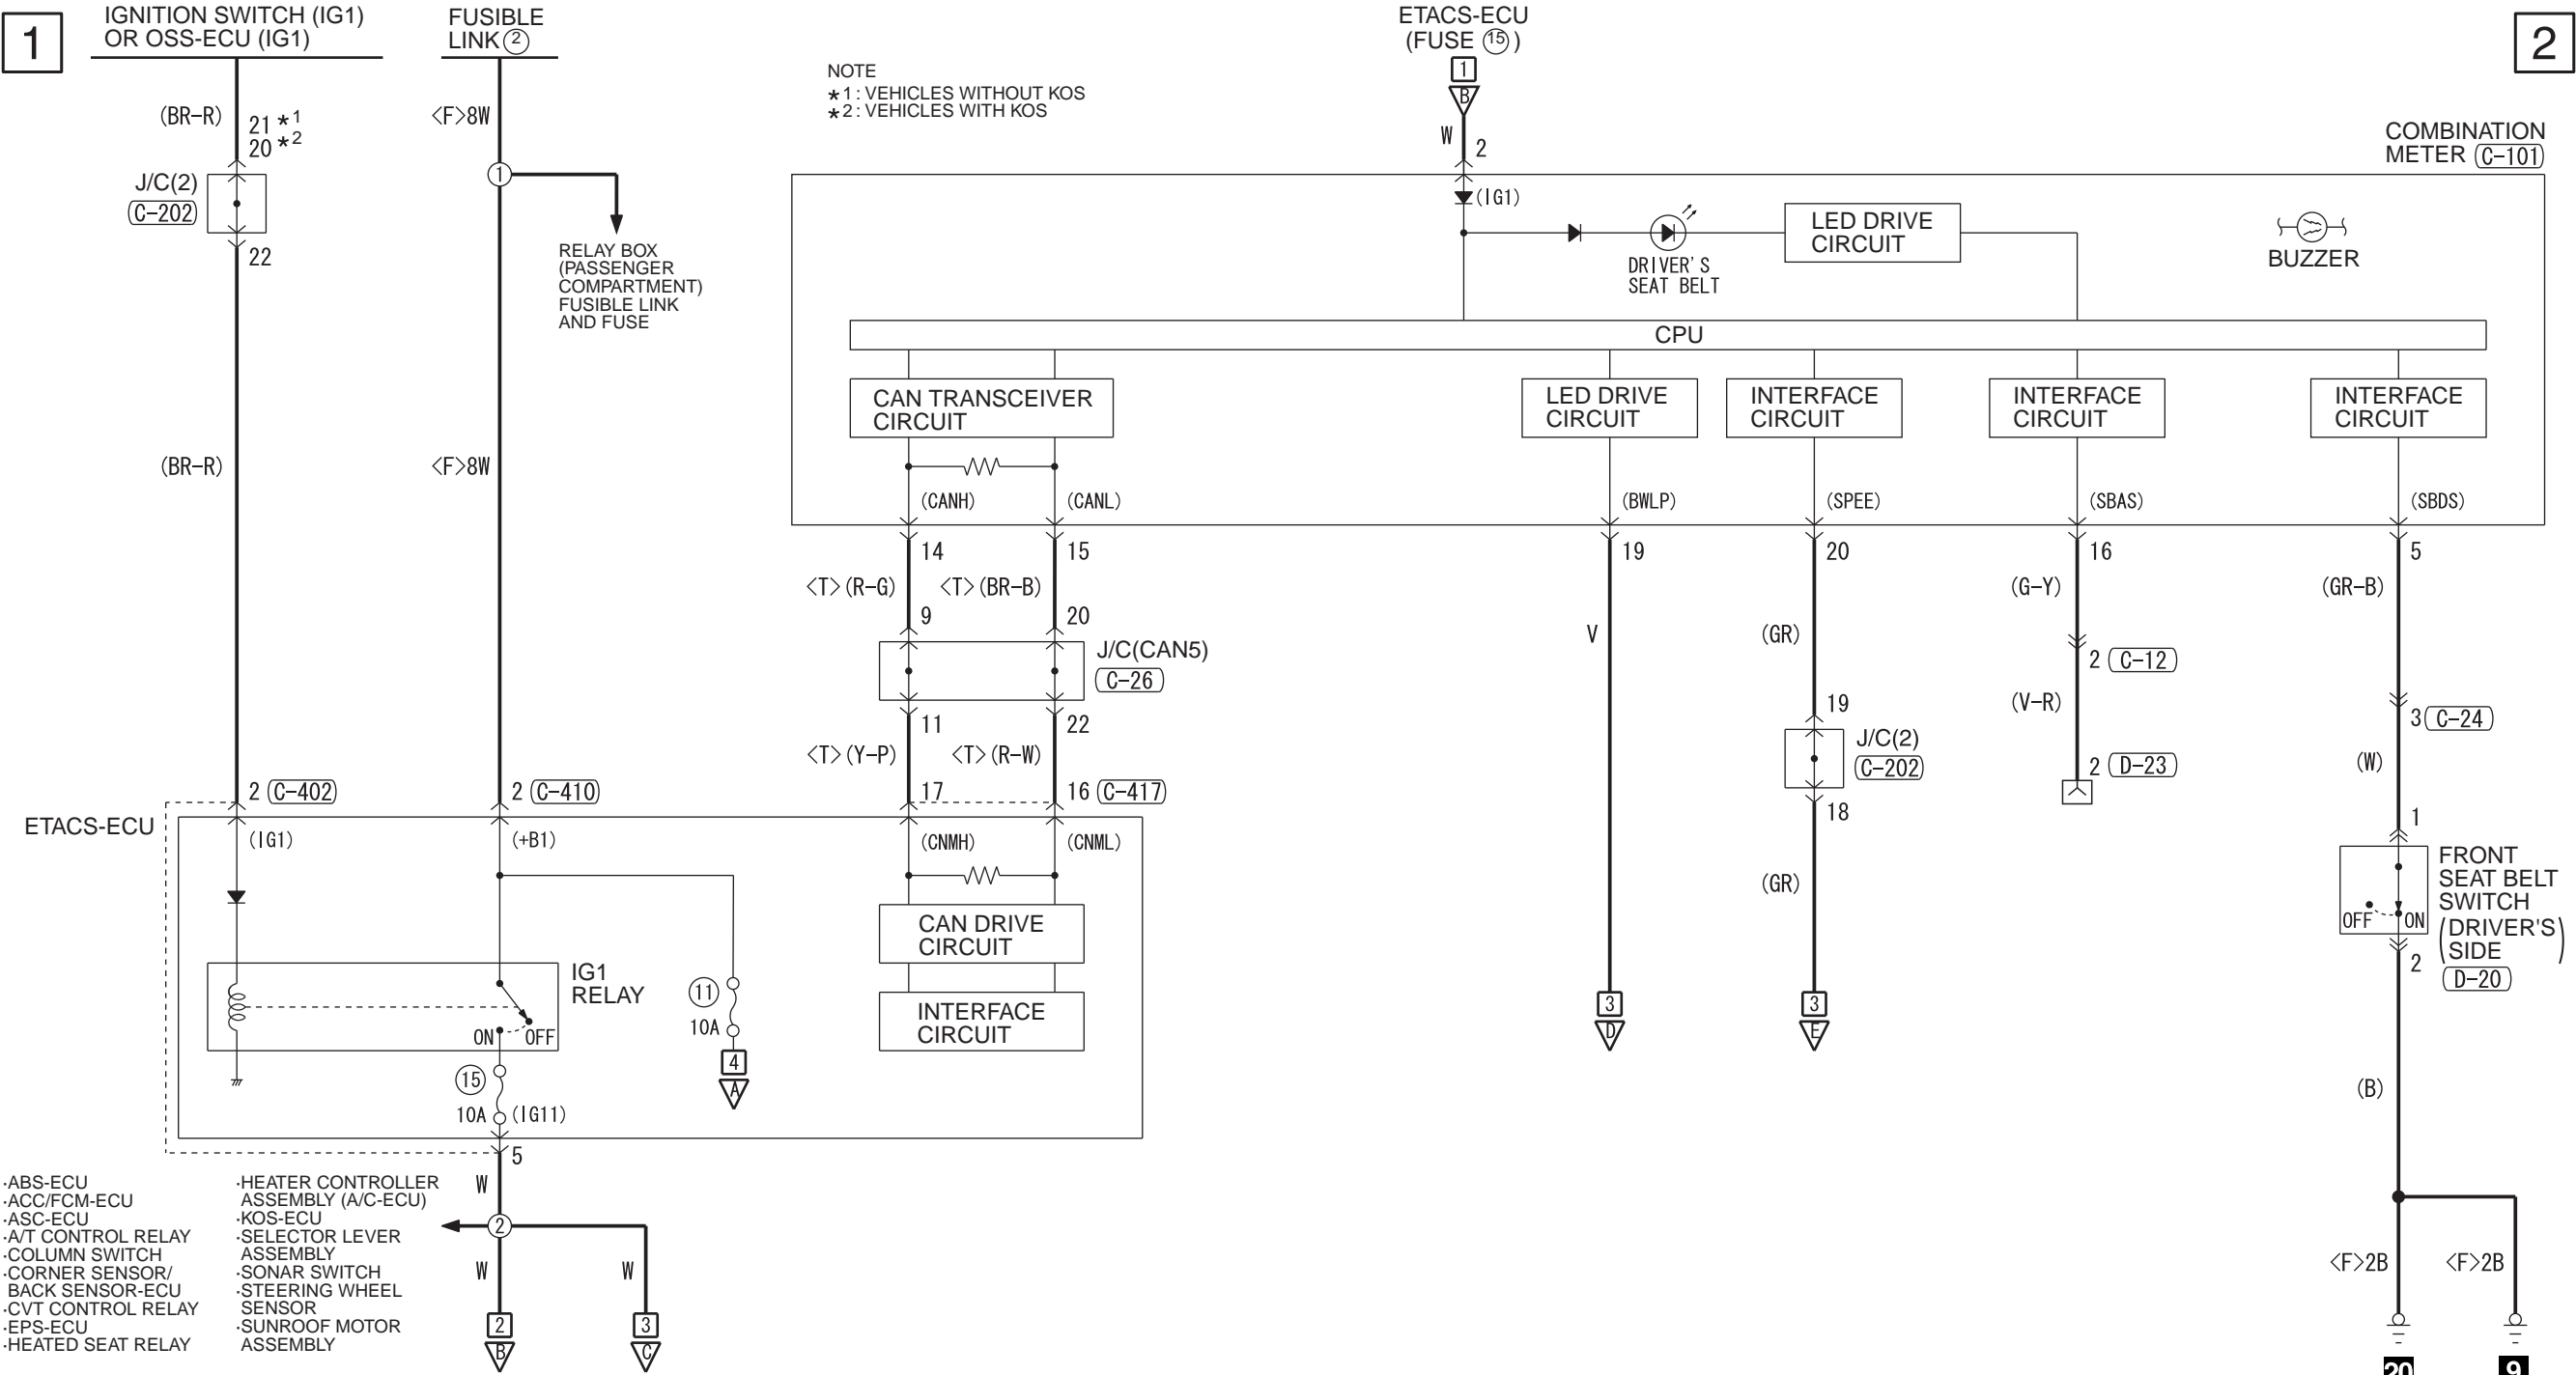 1
IGNITION SWITCH (IG1)
OR OSS-ECU (IG1)
FUSIBLE
LINK ②
NOTE
*1 : VEHICLES WITHOUT KOS
*2 : VEHICLES WITH KOS
ETACS-ECU
(FUSE ⑮ )
1
B
2
(BR-R)
21 *1
20 *2
J/C(2)
(C-202)
22
<F>8W
1
RELAY BOX
(PASSENGER
COMPARTMENT)
FUSIBLE LINK
AND FUSE
W
2
COMBINATION
METER (C-101)
(IG1)
DRIVER'S
SEAT BELT
LED DRIVE
CIRCUIT
BUZZER
CPU
CAN TRANSCEIVER
CIRCUIT
LED DRIVE
CIRCUIT
INTERFACE
CIRCUIT
INTERFACE
CIRCUIT
INTERFACE
CIRCUIT
(BR-R)
<F>8W
(CANH)
(CANL)
(BWLP)
(SPEE)
(SBAS)
(SBDS)
14
15
19
20
16
5
<T>(R-G)
<T>(BR-B)
(G-Y)
(GR-B)
9
20
V
(GR)
J/C(CAN5)
(C-26)
2 (C-12)
11
22
19
(V-R)
3 (C-24)
<T>(Y-P)
<T>(R-W)
J/C(2)
(C-202)
2 (D-23)
(W)
2 (C-402)
2 (C-410)
17
16 (C-417)
18
1
ETACS-ECU
(IG1)
(+B1)
(CNMH)
(CNML)
(GR)
FRONT
SEAT BELT
SWITCH
(DRIVER'S
SIDE )
(D-20)
OFF
ON
2
CAN DRIVE
CIRCUIT
INTERFACE
CIRCUIT
IG1
RELAY
ON
OFF
⑪
10A
4
A
3
D
3
E
⑮
10A
(IG11)
5
(B)
·ABS-ECU
·ACC/FCM-ECU
·ASC-ECU
·A/T CONTROL RELAY
·COLUMN SWITCH
·CORNER SENSOR/
BACK SENSOR-ECU
·CVT CONTROL RELAY
·EPS-ECU
·HEATED SEAT RELAY
·HEATER CONTROLLER
ASSEMBLY (A/C-ECU)
·KOS-ECU
·SELECTOR LEVER
ASSEMBLY
·SONAR SWITCH
·STEERING WHEEL
SENSOR
·SUNROOF MOTOR
ASSEMBLY
W
2
W
W
2
B
3
C
<F>2B
<F>2B
20
9